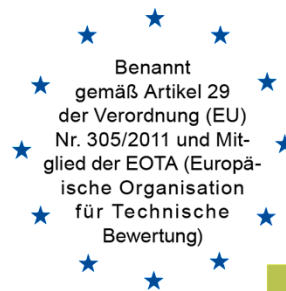 Benannt
gemäß Artikel 29
der Verordnung (EU)
Nr. 305/2011 und Mit-
glied der EOTA (Europä-
ische Organisation
für Technische
Bewertung)